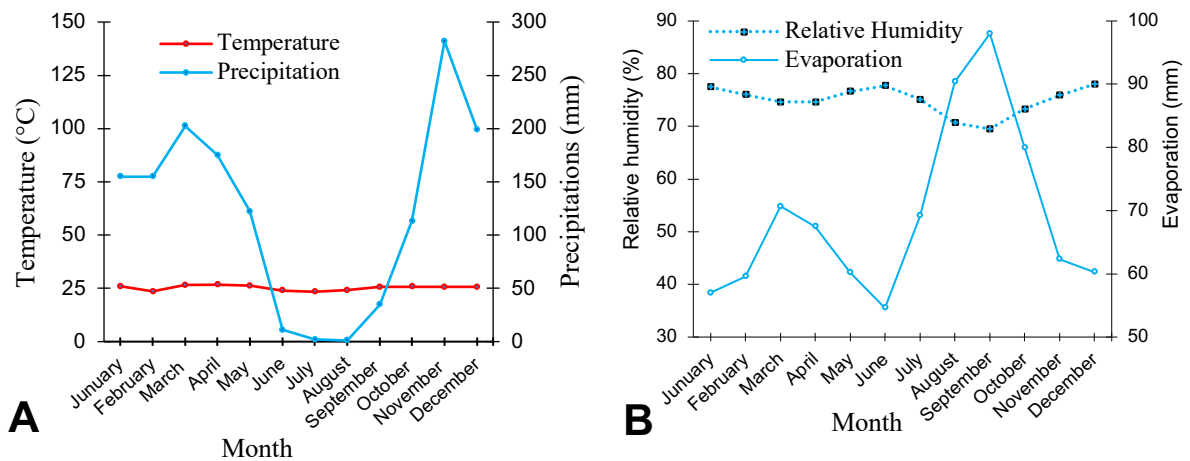 Temperature
Precipitation
Temperature (°C)
150
125
100
75
50
25
0
Precipitations (mm)
300
250
200
150
100
50
0
Junuary
February
March
April
May
June
July
August
September
October
November
December
Month
A
Relative Humidity
Evaporation
Relative humidity (%)
90
80
70
60
50
40
30
Evaporation (mm)
100
90
80
70
60
50
Junuary
February
March
April
May
June
July
August
September
October
November
December
Month
B